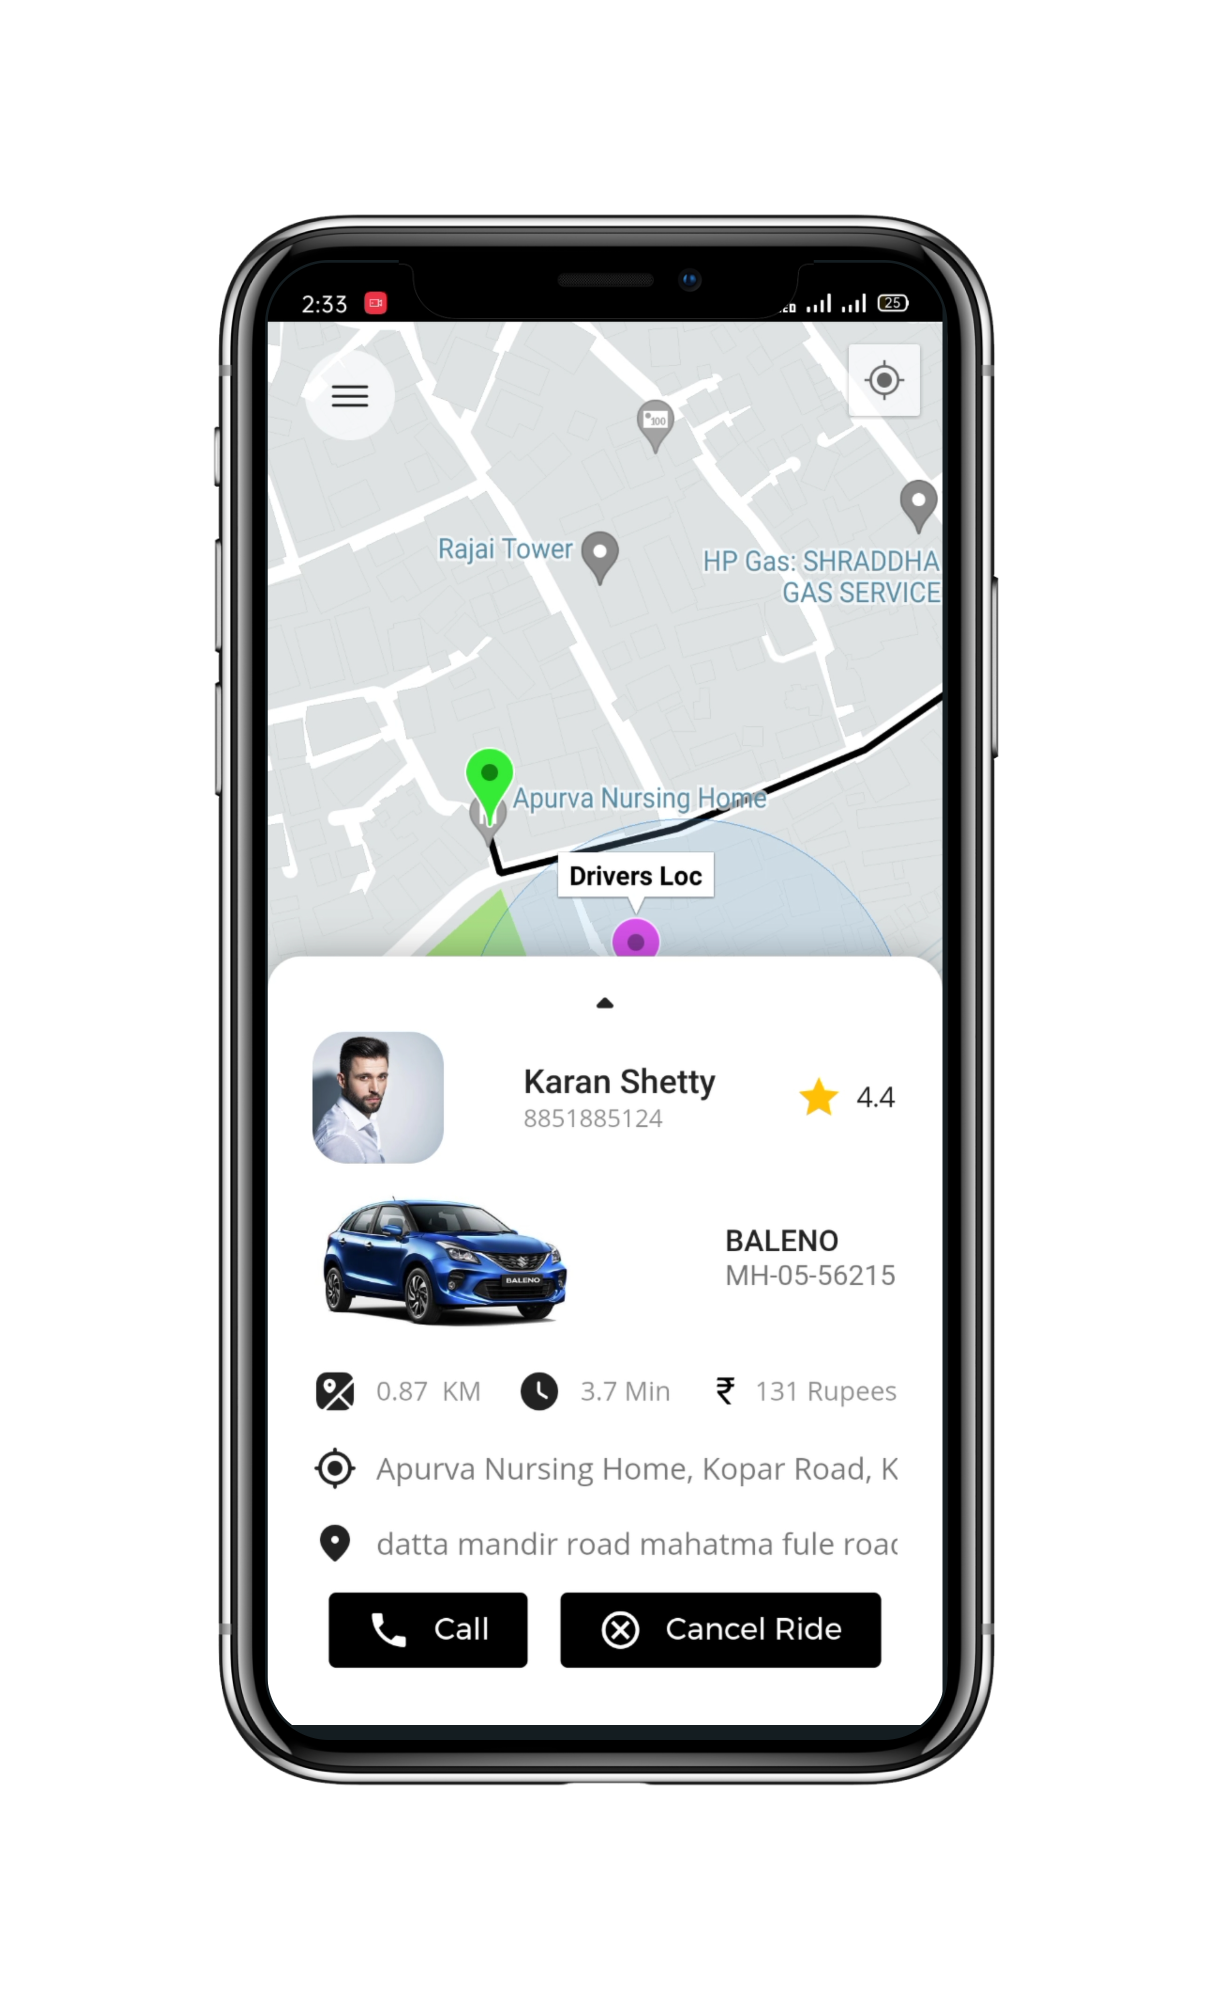 2:33
25
100
Rajai Tower
HP Gas: SHRADDHA
GAS SERVICE
Apurva Nursing Home
Drivers Loc
Karan Shetty
8851885124
4.4
BALENO
BALENO
MH-05-56215
0.87 KM
3.7 Min
₹ 131 Rupees
Apurva Nursing Home, Kopar Road, K
datta mandir road mahatma fule road
Call
Cancel Ride